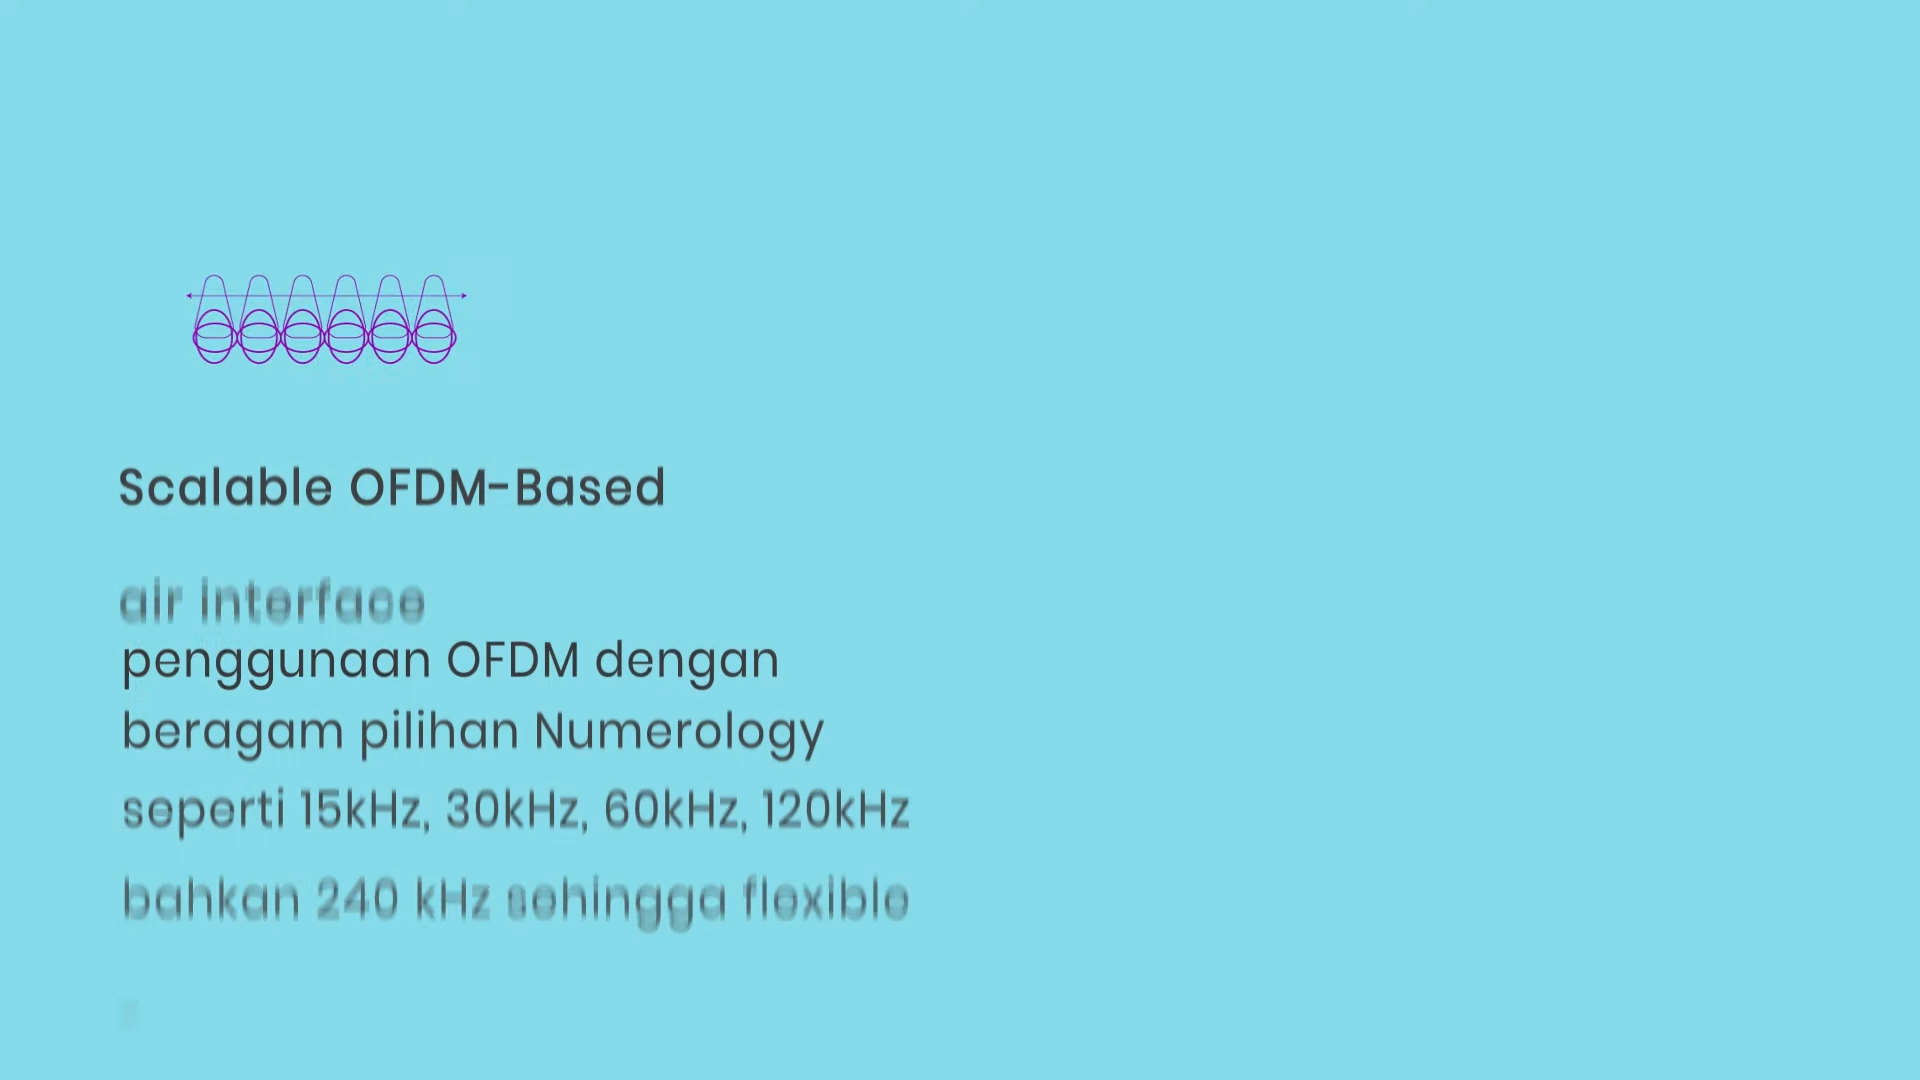 Scalable OFDM-Based
air interface
penggunaan OFDM dengan
beragam pilihan Numerology
seperti 15kHz, 30kHz, 60kHz, 120kHz
bahkan 240 kHz sehingga flexible